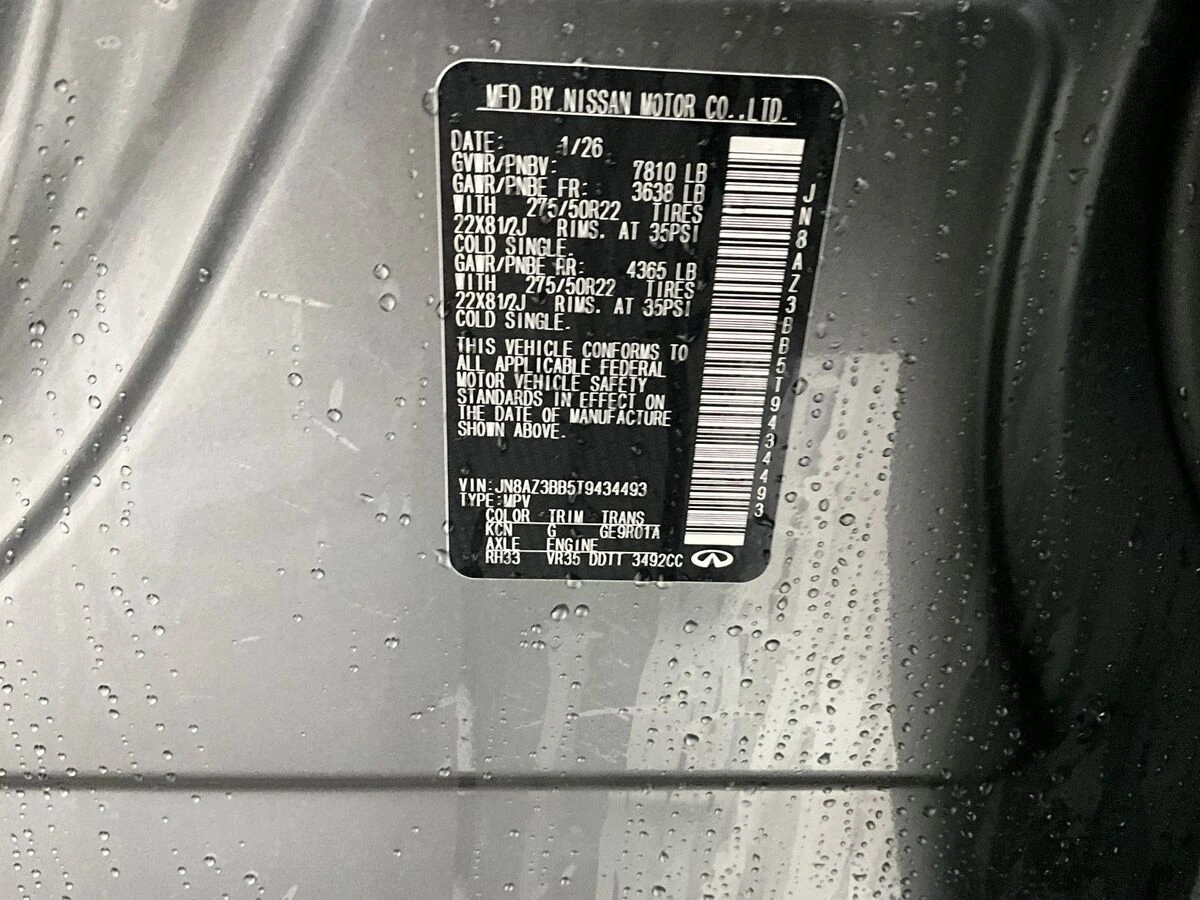 MFD BY NISSAN MOTOR CO.,LTD.
DATE: 1/26
GVWR/PNBV: 7810 LB
GAWR/PNBE FR: 3638 LB
WITH 275/50R22 TIRES
22X81/2J RIMS. AT 35PSI
COLD SINGLE.
GAWR/PNBE RR: 4365 LB
WITH 275/50R22 TIRES
22X81/2J RIMS. AT 35PSI
COLD SINGLE.
THIS VEHICLE CONFORMS TO
ALL APPLICABLE FEDERAL
MOTOR VEHICLE SAFETY
STANDARDS IN EFFECT ON
THE DATE OF MANUFACTURE
SHOWN ABOVE.
VIN:JN8AZ3BB5T9434493
TYPE:MPV
COLOR TRIM TRANS
KCN G GE9R01A
AXLE ENGINE
RH33 VR35 DDTT 3492CC
JN8AZ3BB5T9434493